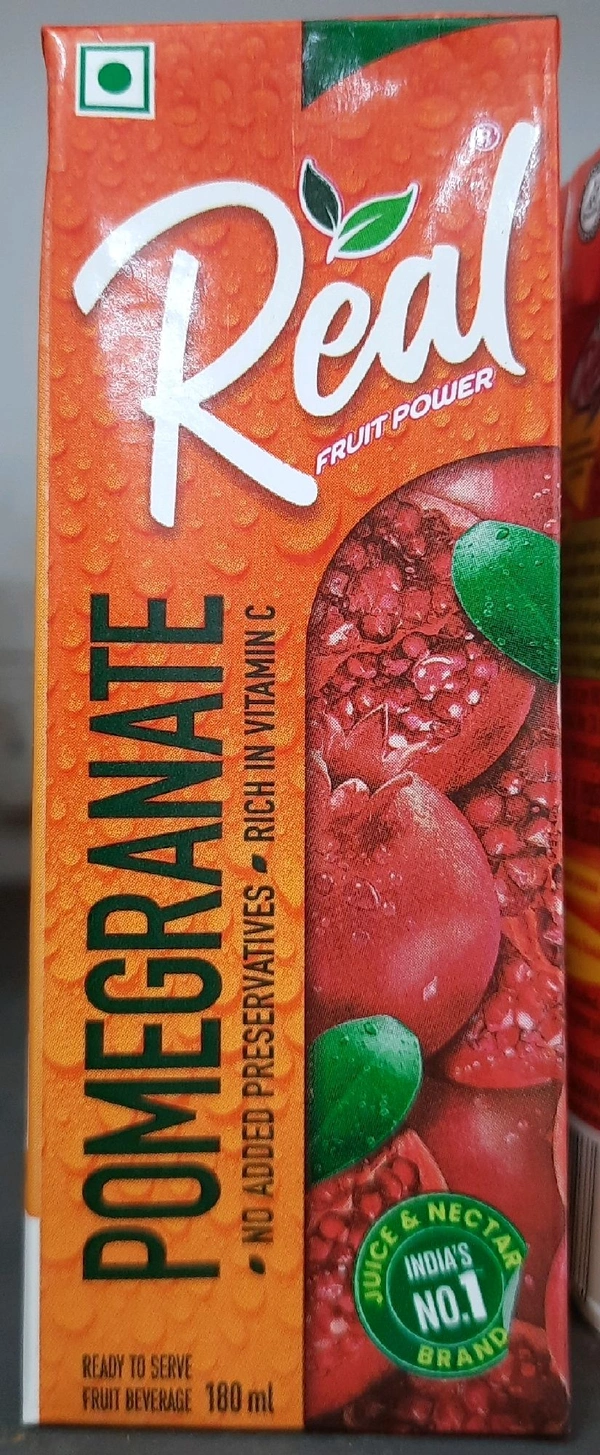 Real®
FRUIT POWER
POMEGRANATE
• NO ADDED PRESERVATIVES • RICH IN VITAMIN C
JUICE & NECTAR
INDIA'S
NO.1
BRAND
READY TO SERVE
FRUIT BEVERAGE 180 ml